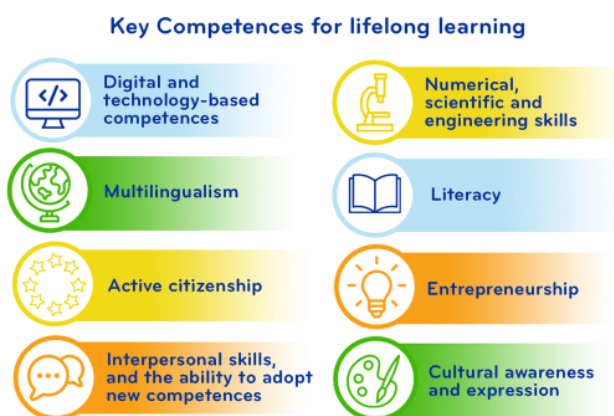 Key Competences for lifelong learning
Digital and
technology-based
competences
Numerical,
scientific and
engineering skills
Multilingualism
Literacy
Active citizenship
Entrepreneurship
Interpersonal skills,
and the ability to adopt
new competences
Cultural awareness
and expression